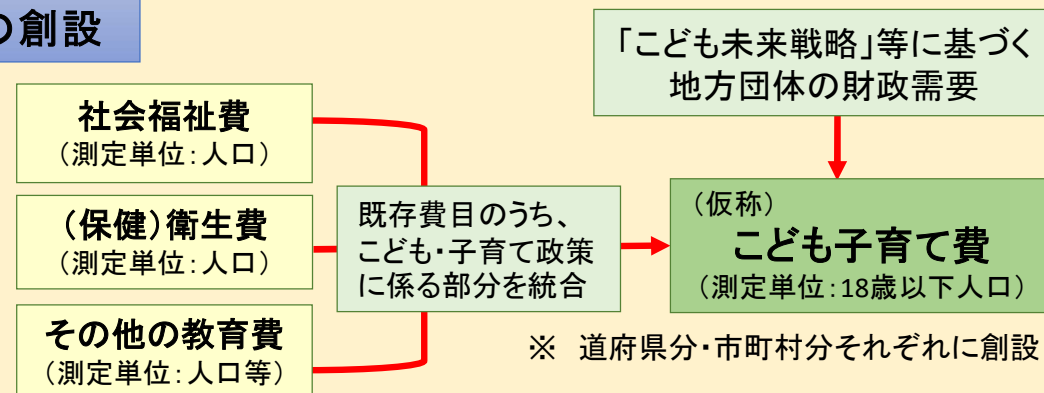 の創設
「こども未来戦略」等に基づく
地方団体の財政需要
社会福祉費
（測定単位：人口）
（保健）衛生費
（測定単位：人口）
その他の教育費
（測定単位：人口等）
既存費目のうち、
こども・子育て政策
に係る部分を統合
（仮称）
こども子育て費
（測定単位：18歳以下人口）
※　道府県分・市町村分それぞれに創設